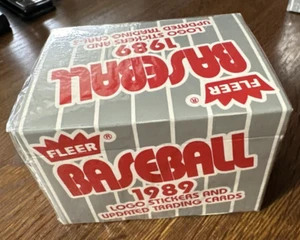 LOGO STICKERS AND
UPDATED TRADING CARDS
1989
BASEBALL
FLEER
®
FLEER
®
BASEBALL
1989
LOGO STICKERS AND
UPDATED TRADING CARDS